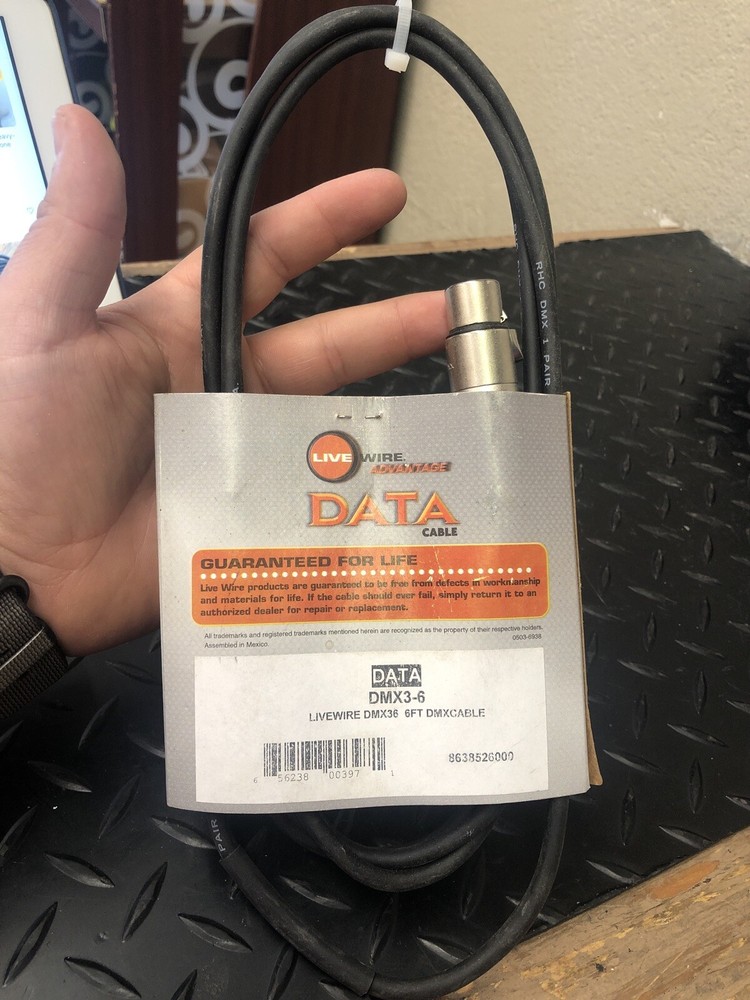 RHC DMX 1 PAIR
LIVE WIRE.
ADVANTAGE
DATA
CABLE
GUARANTEED FOR LIFE
Live Wire products are guaranteed to be free from defects in workmanship
and materials for life. If the cable should ever fail, simply return it to an
authorized dealer for repair or replacement.
All trademarks and registered trademarks mentioned herein are recognized as the property of their respective holders.
Assembled in Mexico.
0503-6938
DATA
DMX3-6
LIVEWIRE DMX36 6FT DMXCABLE
6 56238 00397 1
8638526000
PAIR